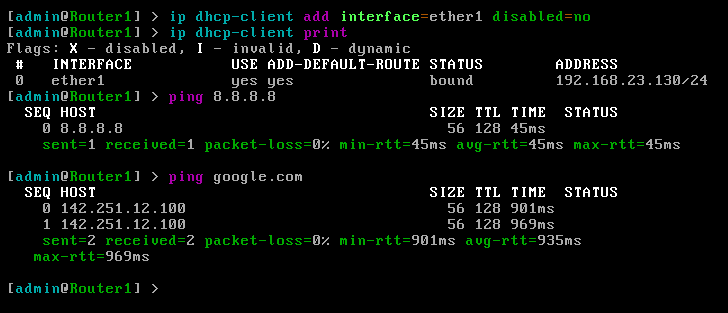 [admin@Router1] > ip dhcp-client add interface=ether1 disabled=no
[admin@Router1] > ip dhcp-client print
Flags: X - disabled, I - invalid, D - dynamic
# INTERFACE USE ADD-DEFAULT-ROUTE STATUS ADDRESS
0 ether1 yes yes bound 192.168.23.130/24
[admin@Router1] > ping 8.8.8.8
SEQ HOST SIZE TTL TIME STATUS
0 8.8.8.8 56 128 45ms
sent=1 received=1 packet-loss=0% min-rtt=45ms avg-rtt=45ms max-rtt=45ms
[admin@Router1] > ping google.com
SEQ HOST SIZE TTL TIME STATUS
0 142.251.12.100 56 128 901ms
1 142.251.12.100 56 128 969ms
sent=2 received=2 packet-loss=0% min-rtt=901ms avg-rtt=935ms
max-rtt=969ms
[admin@Router1] >